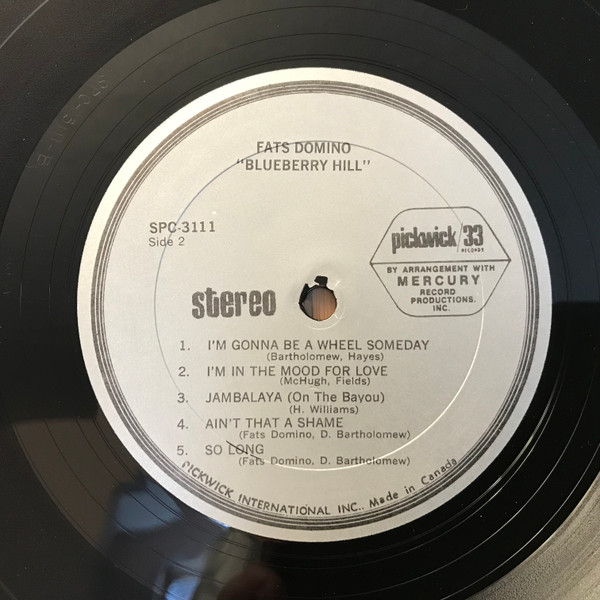 FATS DOMINO
"BLUEBERRY HILL"
SPC-3111
Side 2
pickwick/33
RECORDS
BY ARRANGEMENT WITH
MERCURY
RECORD
PRODUCTIONS.
INC.
stereo
1. I'M GONNA BE A WHEEL SOMEDAY
(Bartholomew, Hayes)
2. I'M IN THE MOOD FOR LOVE
(McHugh, Fields)
3. JAMBALAYA (On The Bayou)
(H. Williams)
4. AIN'T THAT A SHAME
(Fats Domino, D. Bartholomew)
5. SO LONG
(Fats Domino, D. Bartholomew)
PICKWICK INTERNATIONAL INC., Made in Canada
SPC-3111-B